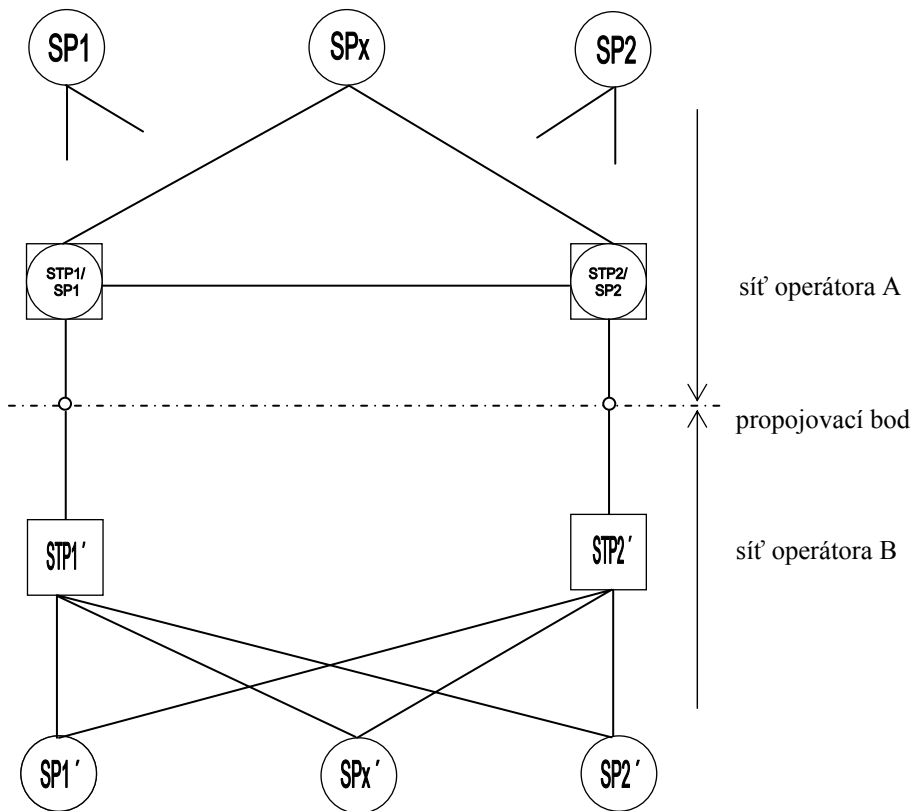 SP1
SPx
SP2
STP1/
SP1
STP2/
SP2
síť operátora A
propojovací bod
STP1´
STP2´
síť operátora B
SP1´
SPx´
SP2´